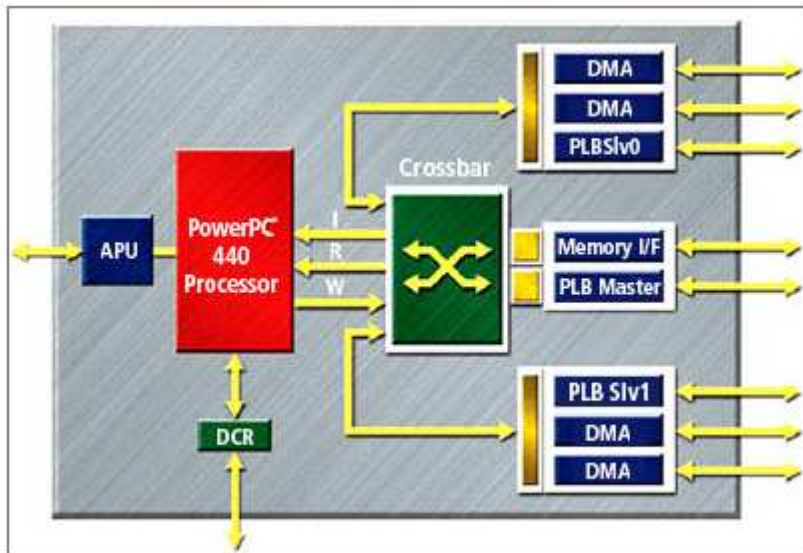 DMA
DMA
PLBSlv0
Crossbar
APU
PowerPC®
440
Processor
I
R
W
Memory I/F
PLB Master
DCR
PLB Slv1
DMA
DMA